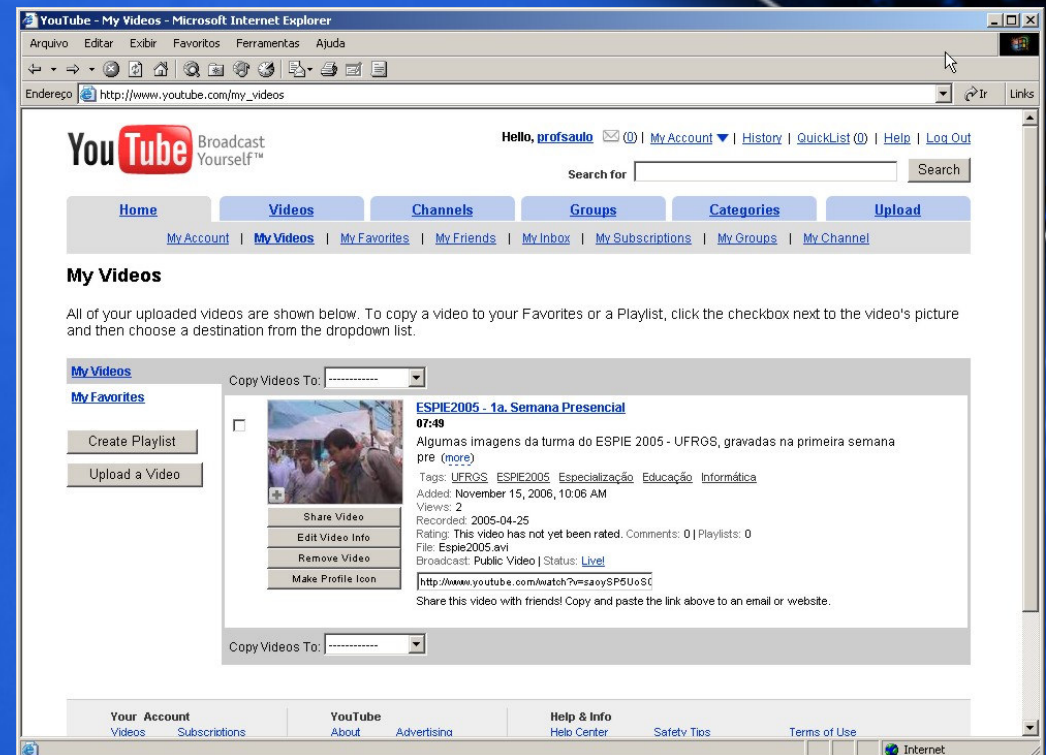 YouTube - My Videos - Microsoft Internet Explorer
Arquivo Editar Exibir Favoritos Ferramentas Ajuda
Endereço http://www.youtube.com/my_videos Ir Links
You Tube Broadcast Yourself™
Hello, profsaulo (0) | My Account | History | QuickList (0) | Help | Log Out
Search for Search
Home Videos Channels Groups Categories Upload
My Account | My Videos | My Favorites | My Friends | My Inbox | My Subscriptions | My Groups | My Channel
My Videos
All of your uploaded videos are shown below. To copy a video to your Favorites or a Playlist, click the checkbox next to the video's picture
and then choose a destination from the dropdown list.
My Videos
My Favorites
Create Playlist
Upload a Video
Copy Videos To: ------------
ESPIE2005 - 1a. Semana Presencial
07:49
Algumas imagens da turma do ESPIE 2005 - UFRGS, gravadas na primeira semana
pre (more)
Tags: UFRGS ESPIE2005 Especialização Educação Informática
Added: November 15, 2006, 10:06 AM
Views: 2
Recorded: 2005-04-25
Rating: This video has not yet been rated. Comments: 0 | Playlists: 0
File: Espie2005.avi
Broadcast: Public Video | Status: Live!
http://www.youtube.com/watch?v=saoySP5UoS
Share this video with friends! Copy and paste the link above to an email or website.
Share Video
Edit Video Info
Remove Video
Make Profile Icon
Copy Videos To: ------------
Your Account YouTube Help & Info
Videos Subscriptions About Advertising Help Center Safety Tips Terms of Use
Internet